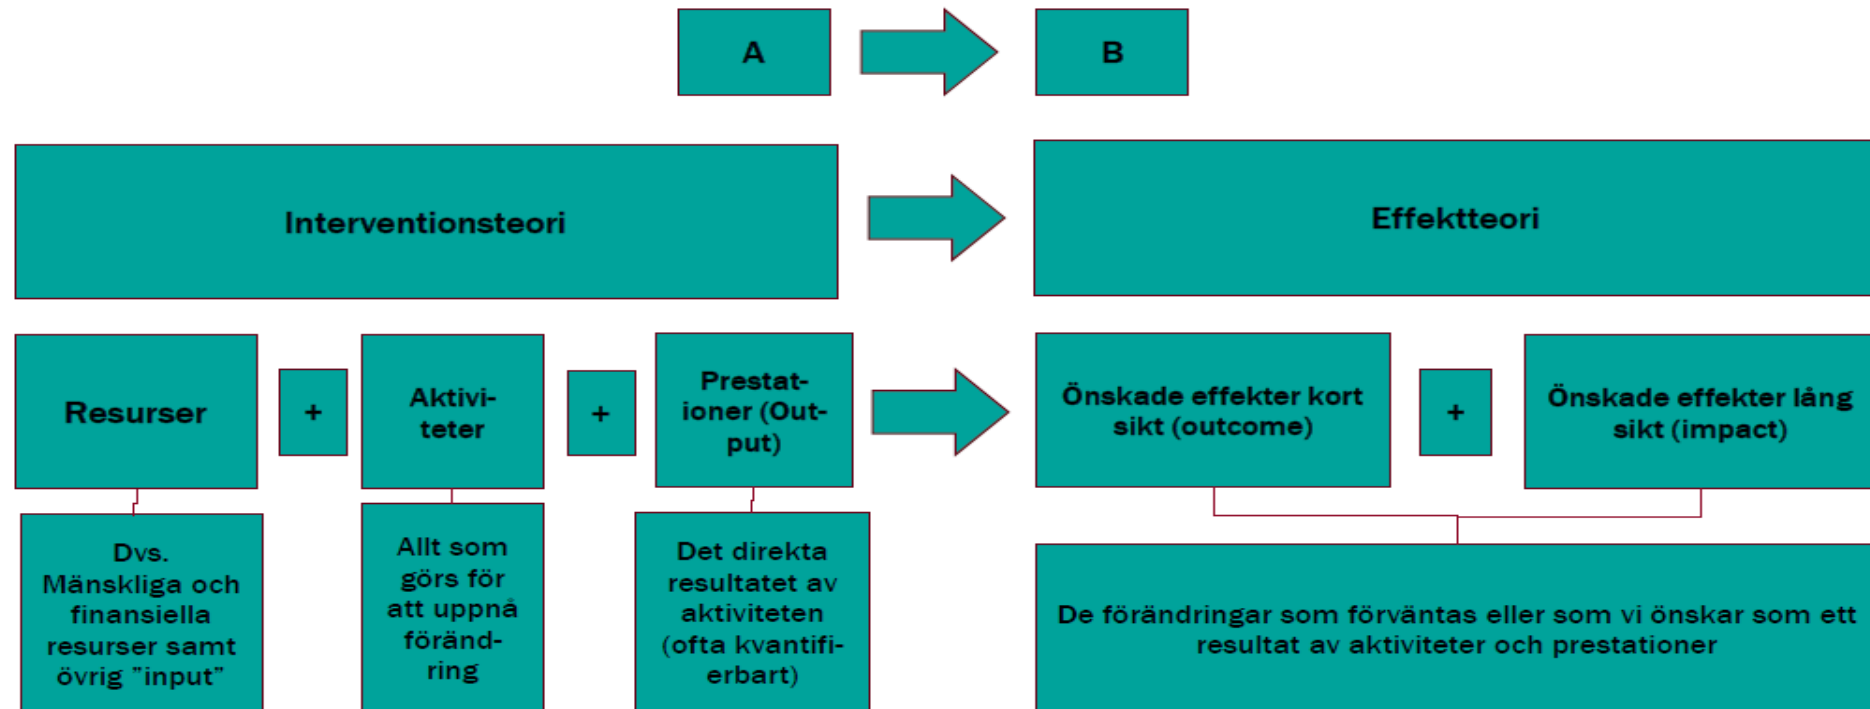 A
B
Interventionsteori
Effektteori
Resurser
+
Aktivi-
teter
+
Prestat-
ioner (Out-
put)
Önskade effekter kort
sikt (outcome)
+
Önskade effekter lång
sikt (impact)
Dvs.
Mänskliga och
finansiella
resurser samt
övrig ”input”
Allt som
görs för
att uppnå
föränd-
ring
Det direkta
resultatet av
aktiviteten
(ofta kvantifi-
erbart)
De förändringar som förväntas eller som vi önskar som ett
resultat av aktiviteter och prestationer